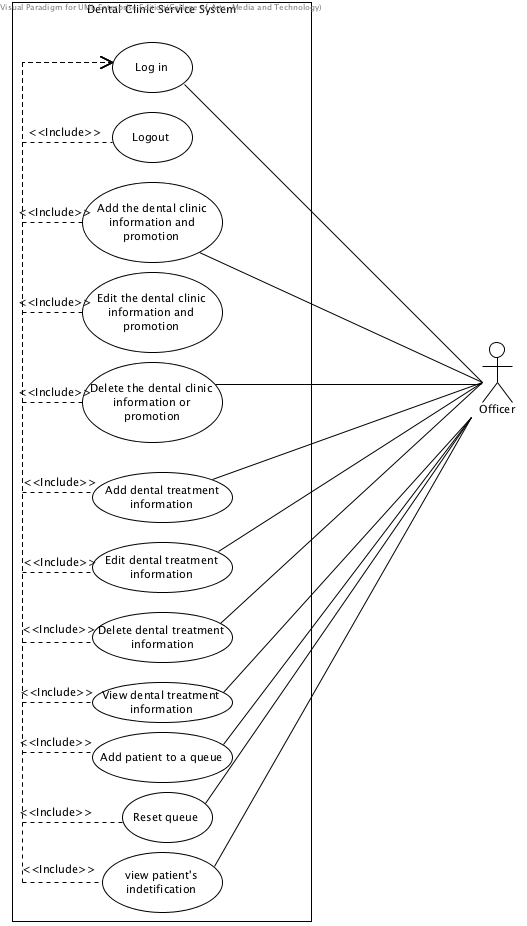 Dental Clinic Service System
Log in
<<Include>>
Logout
<<Include>>
Add the dental clinic
information and
promotion
<<Include>>
Edit the dental clinic
information and
promotion
<<Include>>
Delete the dental clinic
information or
promotion
Officer
<<Include>>
Add dental treatment
information
<<Include>>
Edit dental treatment
information
<<Include>>
Delete dental treatment
information
<<Include>>
View dental treatment
information
<<Include>>
Add patient to a queue
<<Include>>
Reset queue
<<Include>>
view patient's
indetification